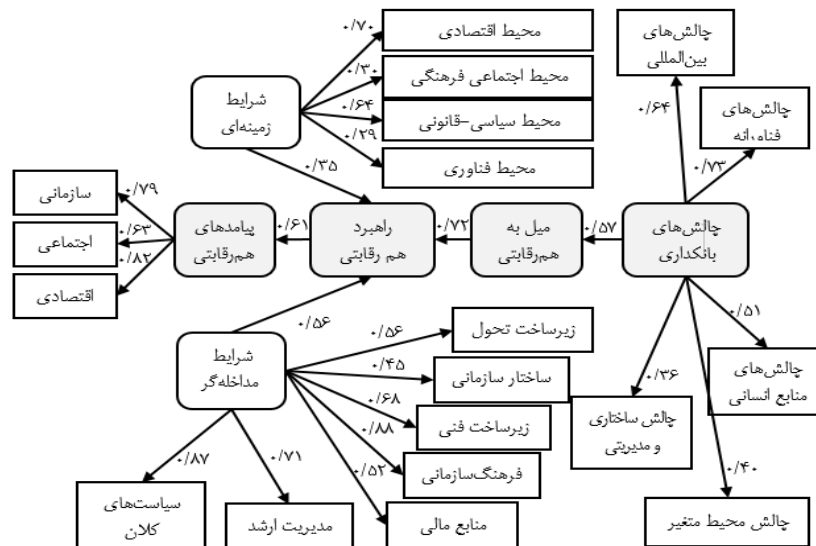 محیط اقتصادی
محیط اجتماعی فرهنگی
محیط سیاسی-قانونی
محیط فناوری
۰/۷۰
۰/۳۰
۰/۶۴
۰/۲۹
شرایط
زمینه‌ای
۰/۳۵
چالش‌های
بین‌المللی
چالش‌های
فناورانه
۰/۶۴
۰/۷۳
چالش‌های
بانکداری
۰/۵۷
میل به
هم‌رقابتی
۰/۷۲
راهبرد
هم رقابتی
۰/۶۱
پیامدهای
هم‌رقابتی
۰/۷۹
۰/۶۳
۰/۸۲
سازمانی
اجتماعی
اقتصادی
۰/۵۶
شرایط
مداخله‌گر
۰/۵۶
۰/۴۵
۰/۶۸
۰/۸۸
۰/۵۲
۰/۷۱
۰/۸۷
زیرساخت تحول
ساختار سازمانی
زیرساخت فنی
فرهنگ‌سازمانی
منابع مالی
مدیریت ارشد
سیاست‌های
کلان
۰/۵۱
۰/۳۶
۰/۴۰
چالش‌های
منابع انسانی
چالش ساختاری
و مدیریتی
چالش محیط متغیر